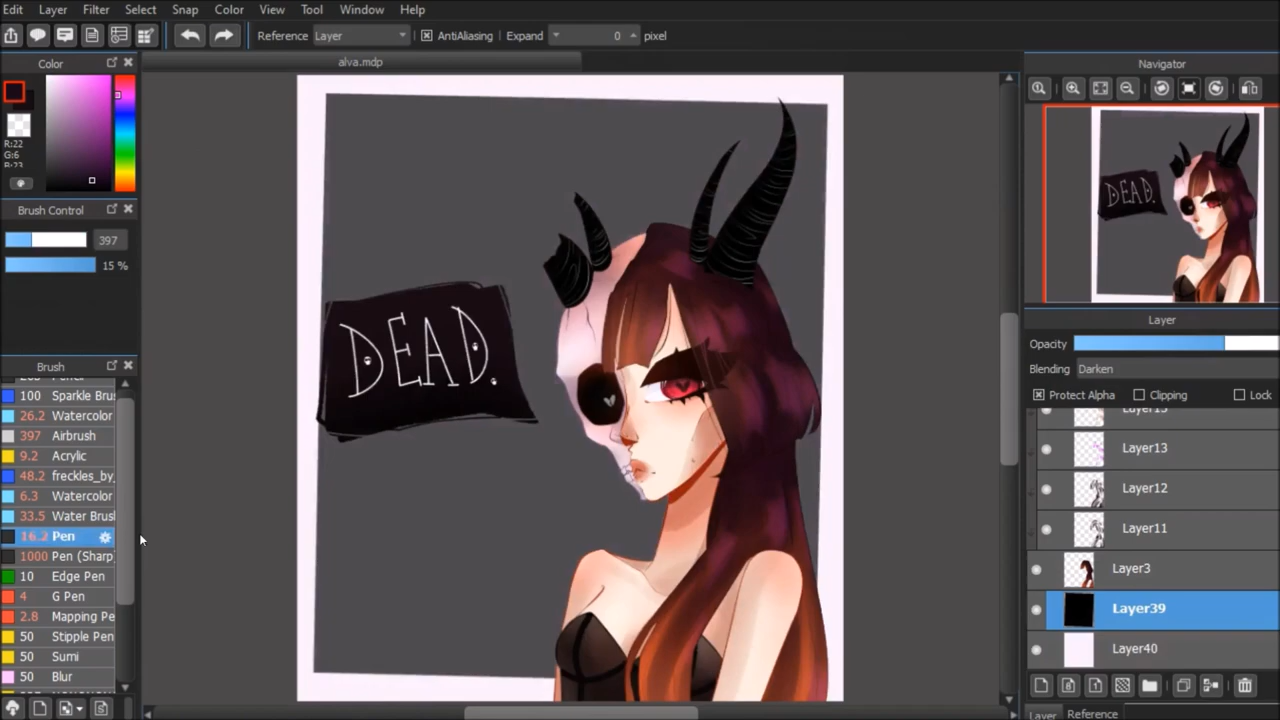 Edit Layer Filter Select Snap Color View Tool Window Help
Reference Layer AntiAliasing Expand 0 pixel
Color
alva.mdp
Navigator
R:22
G:6
B:23
Brush Control
397
15 %
DEAD.
Layer
Opacity
Blending Darken
Protect Alpha Clipping Lock
Brush
100 Sparkle Bru
26.2 Watercolor
397 Airbrush
9.2 Acrylic
48.2 freckles_by_
6.3 Watercolor
33.5 Water Brush
16.2 Pen
1000 Pen (Sharp)
10 Edge Pen
4 G Pen
2.8 Mapping Pe
50 Stipple Pen
50 Sumi
50 Blur
Layer13
Layer12
Layer11
Layer3
Layer39
Layer40
Layer Reference
DEAD.